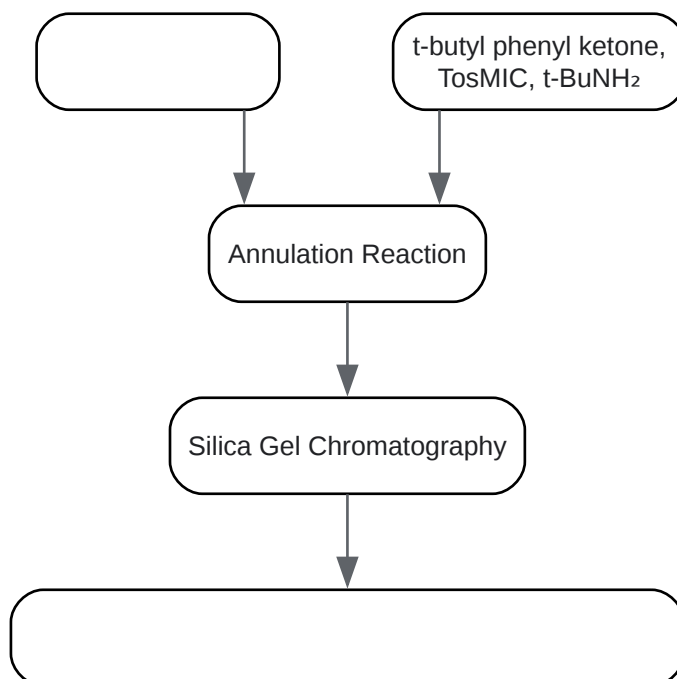 t-butyl phenyl ketone,
TosMIC, t-BuNH₂
Annulation Reaction
Silica Gel Chromatography